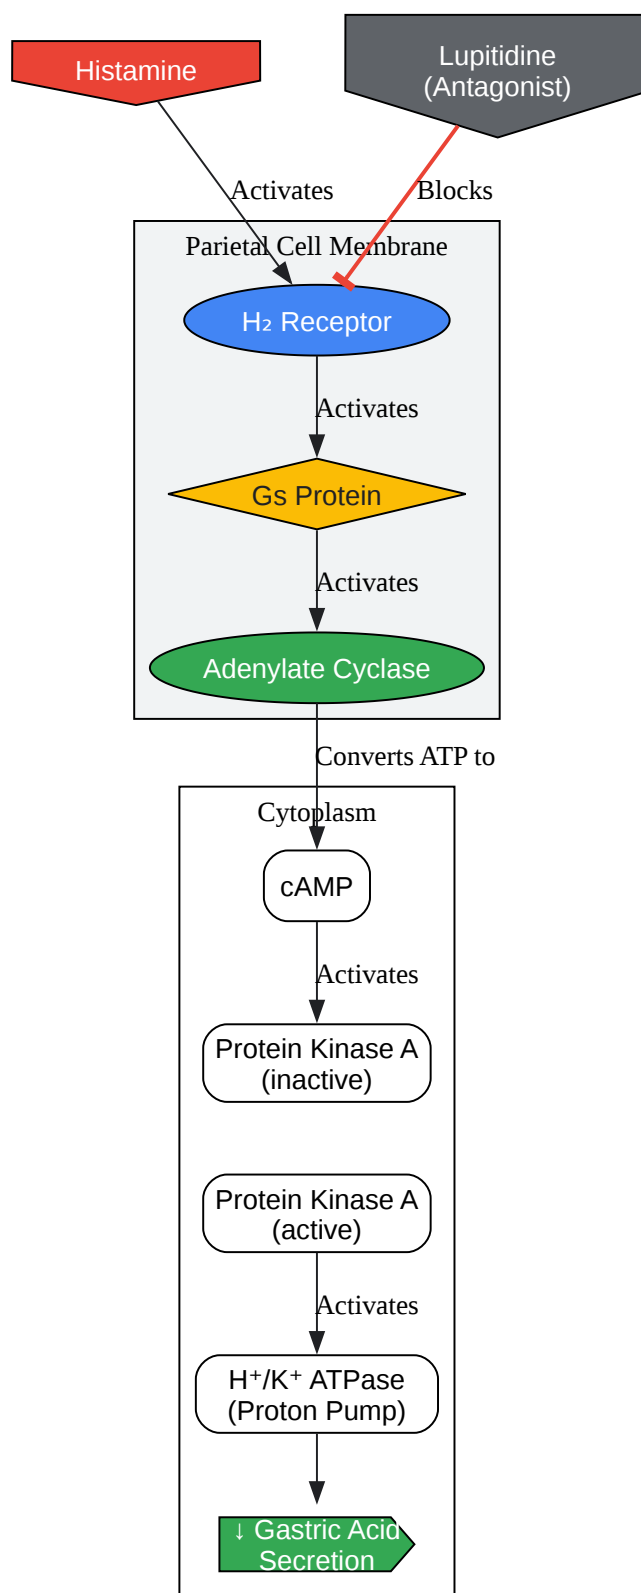 Histamine
Lupitidine
(Antagonist)
Activates
Blocks
Parietal Cell Membrane
H₂ Receptor
Activates
Gs Protein
Activates
Adenylate Cyclase
Converts ATP to
Cytoplasm
cAMP
Activates
Protein Kinase A
(inactive)
Protein Kinase A
(active)
Activates
H⁺/K⁺ ATPase
(Proton Pump)
↓ Gastric Acid
Secretion